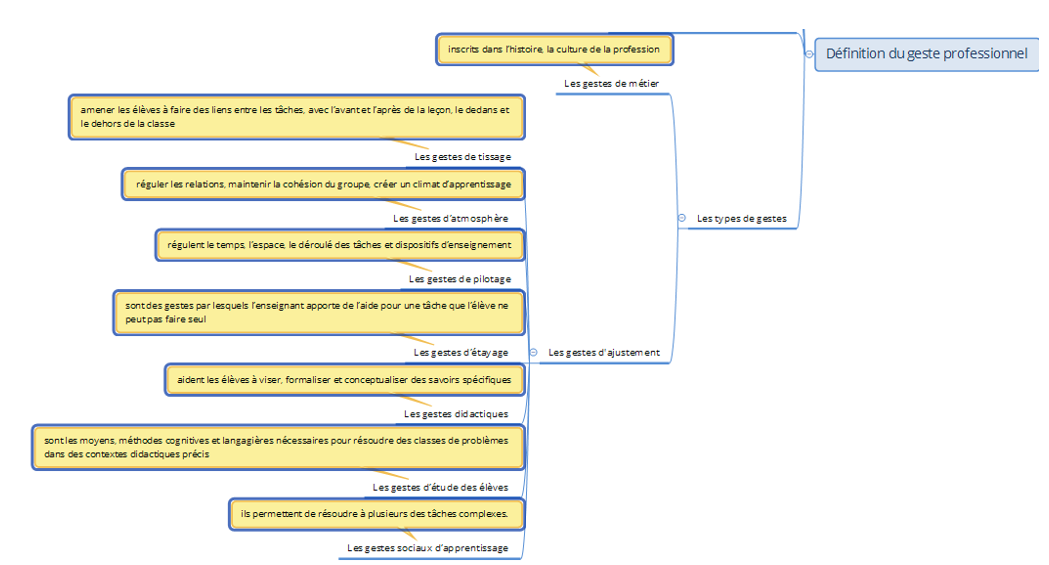 inscrits dans l'histoire, la culture de la profession
Définition du geste professionnel
Les gestes de métier
amener les élèves à faire des liens entre les tâches, avec l'avant et l'après de la leçon, le dedans et
le dehors de la classe
Les gestes de tissage
réguler les relations, maintenir la cohésion du groupe, créer un climat d'apprentissage
Les gestes d'atmosphère
Les types de gestes
régulent le temps, l'espace, le déroulé des tâches et dispositifs d'enseignement
Les gestes de pilotage
sont des gestes par lesquels l'enseignant apporte de l'aide pour une tâche que l'élève ne
peut pas faire seul
Les gestes d'étayage
Les gestes d'ajustement
aident les élèves à viser, formaliser et conceptualiser des savoirs spécifiques
Les gestes didactiques
sont les moyens, méthodes cognitives et langagières nécessaires pour résoudre des classes de problèmes
dans des contextes didactiques précis
Les gestes d'étude des élèves
ils permettent de résoudre à plusieurs des tâches complexes.
Les gestes sociaux d'apprentissage